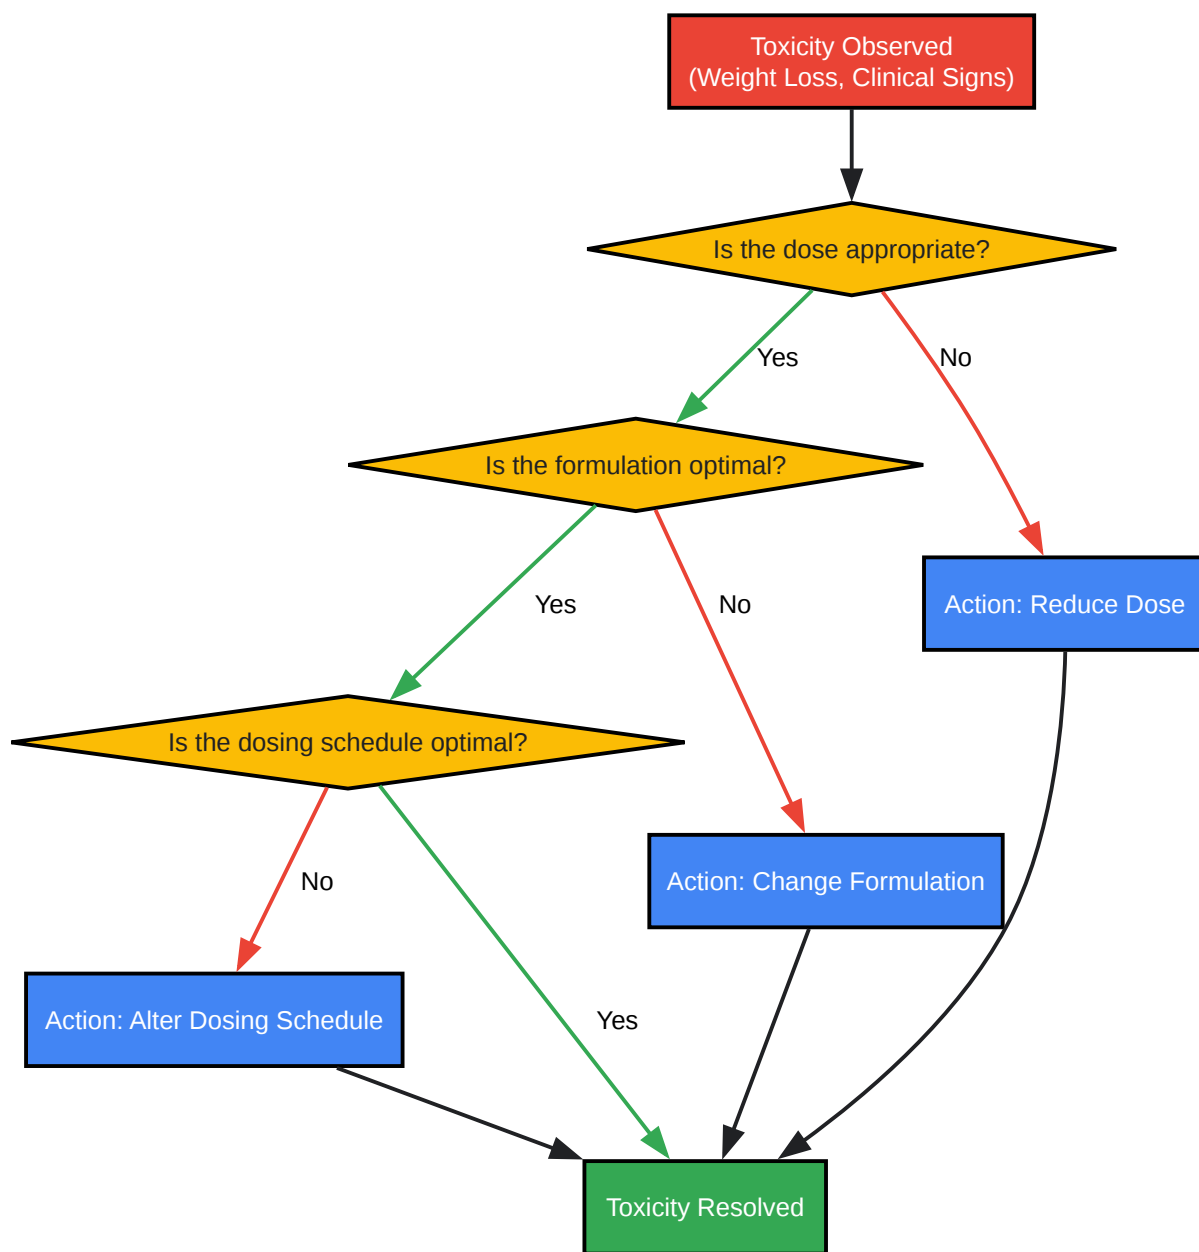 Toxicity Observed
(Weight Loss, Clinical Signs)
Is the dose appropriate?
Yes
No
Is the formulation optimal?
Yes
No
Action: Reduce Dose
Is the dosing schedule optimal?
No
Action: Change Formulation
Action: Alter Dosing Schedule
Yes
Toxicity Resolved